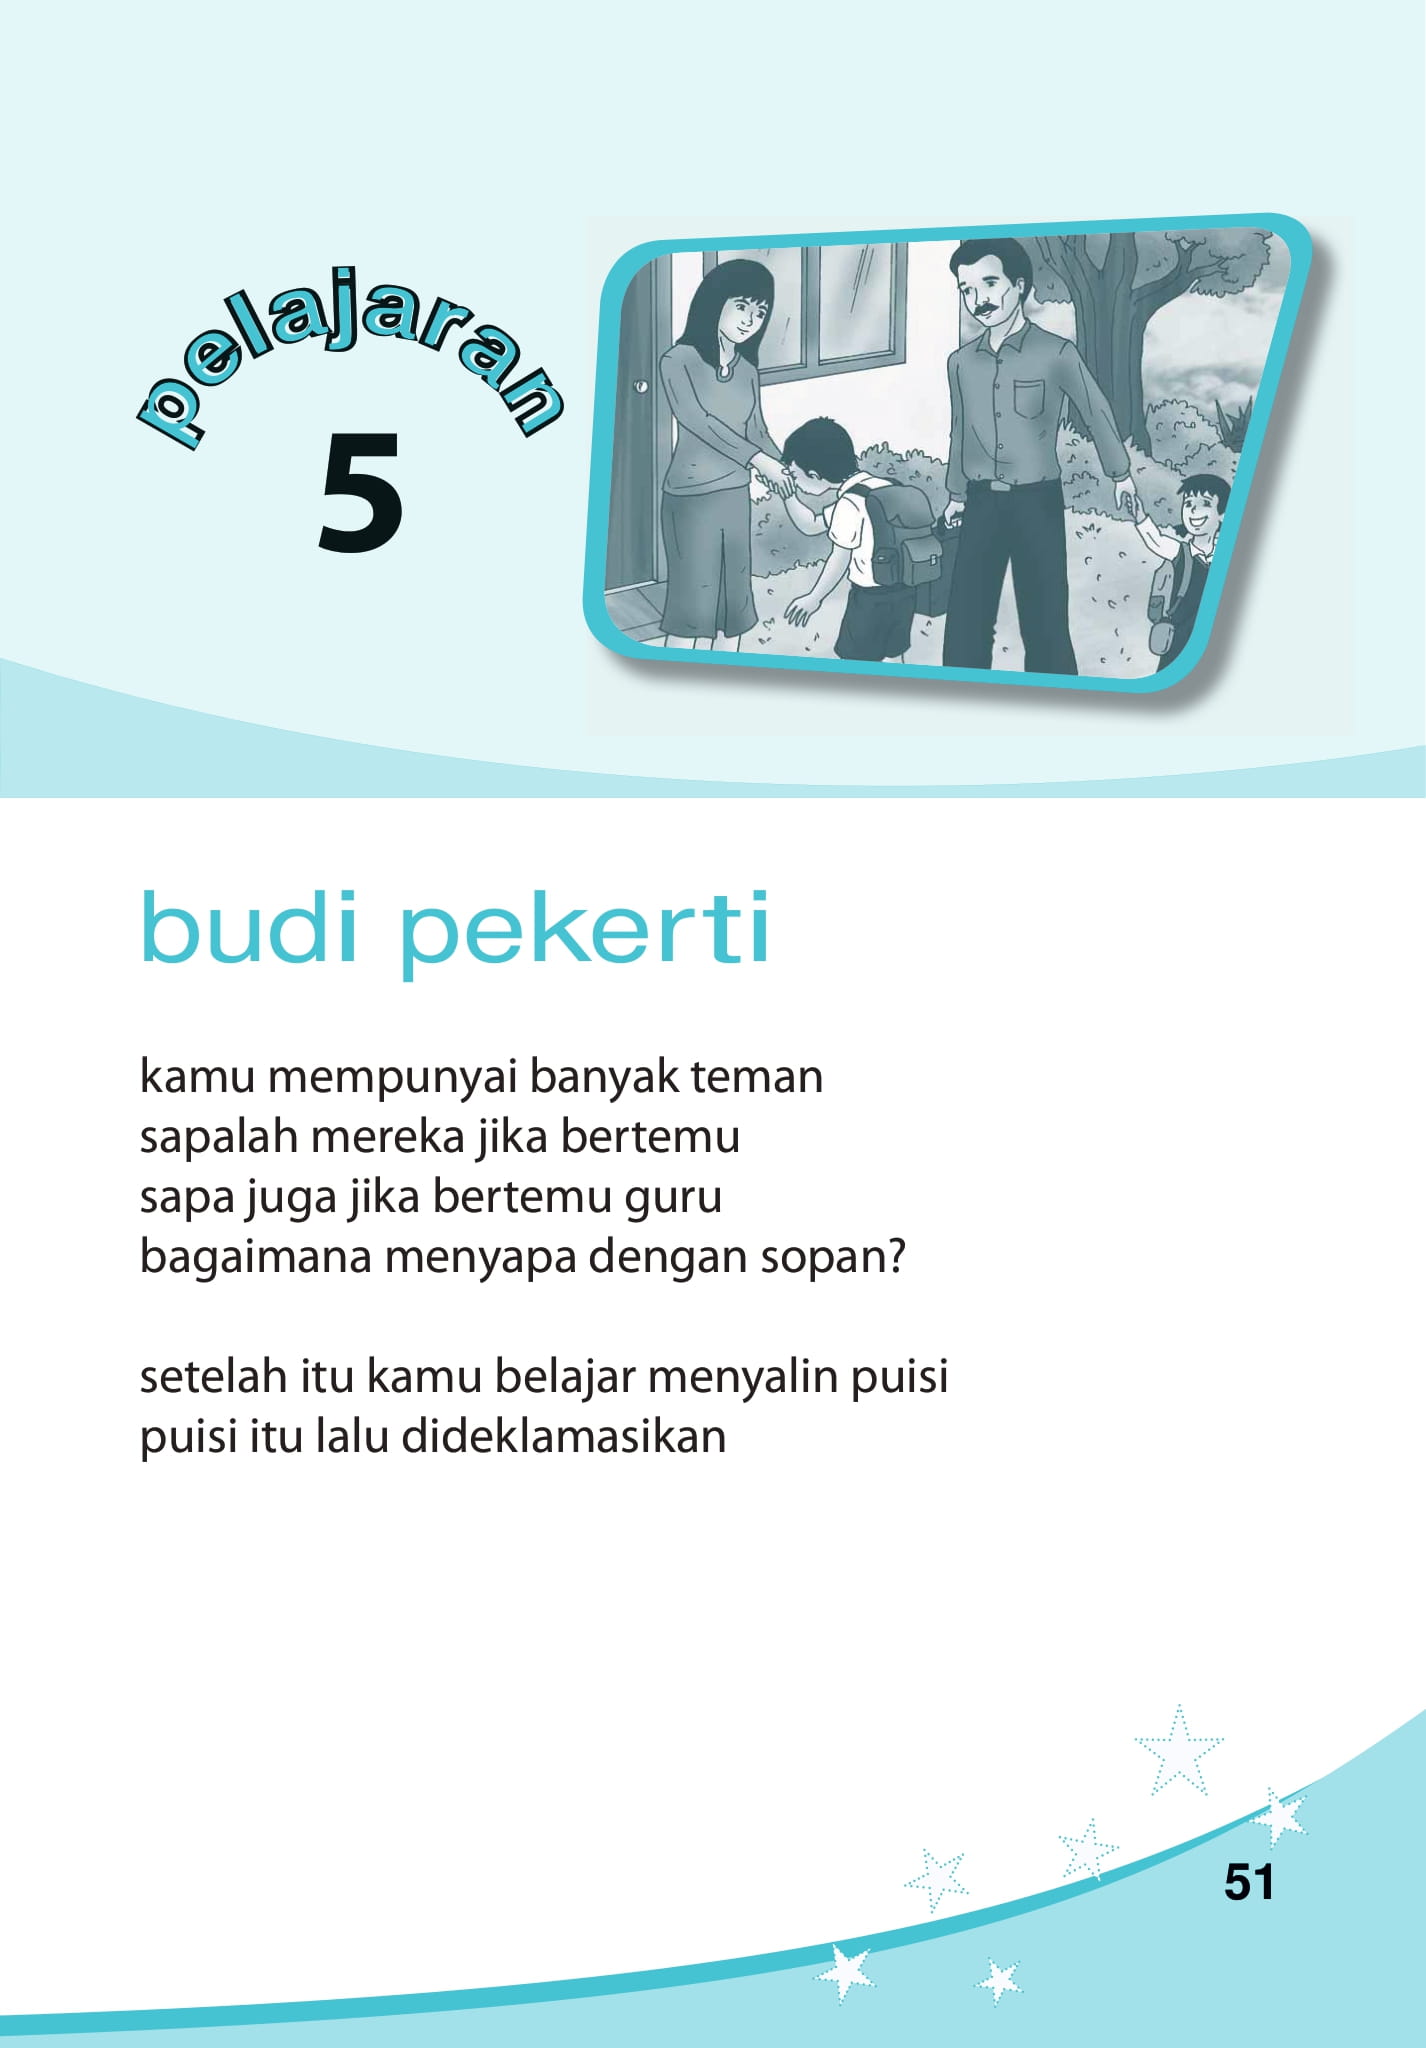 pelajaran
5
budi pekerti
kamu mempunyai banyak teman
sapalah mereka jika bertemu
sapa juga jika bertemu guru
bagaimana menyapa dengan sopan?
setelah itu kamu belajar menyalin puisi
puisi itu lalu dideklamasikan
51